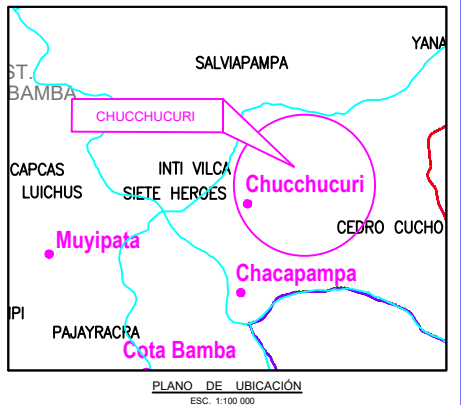 YANA
SALVIAPAMPA
ST.
BAMBA
CHUCCHUCURI
CAPCAS
INTI VILCA
LUICHUS
SIETE HEROES
Chucchucuri
CEDRO CUCHO
Muyipata
Chacapampa
IPI
PAJAYRACRA
Cota Bamba
PLANO DE UBICACIÓN
ESC. 1:100 000